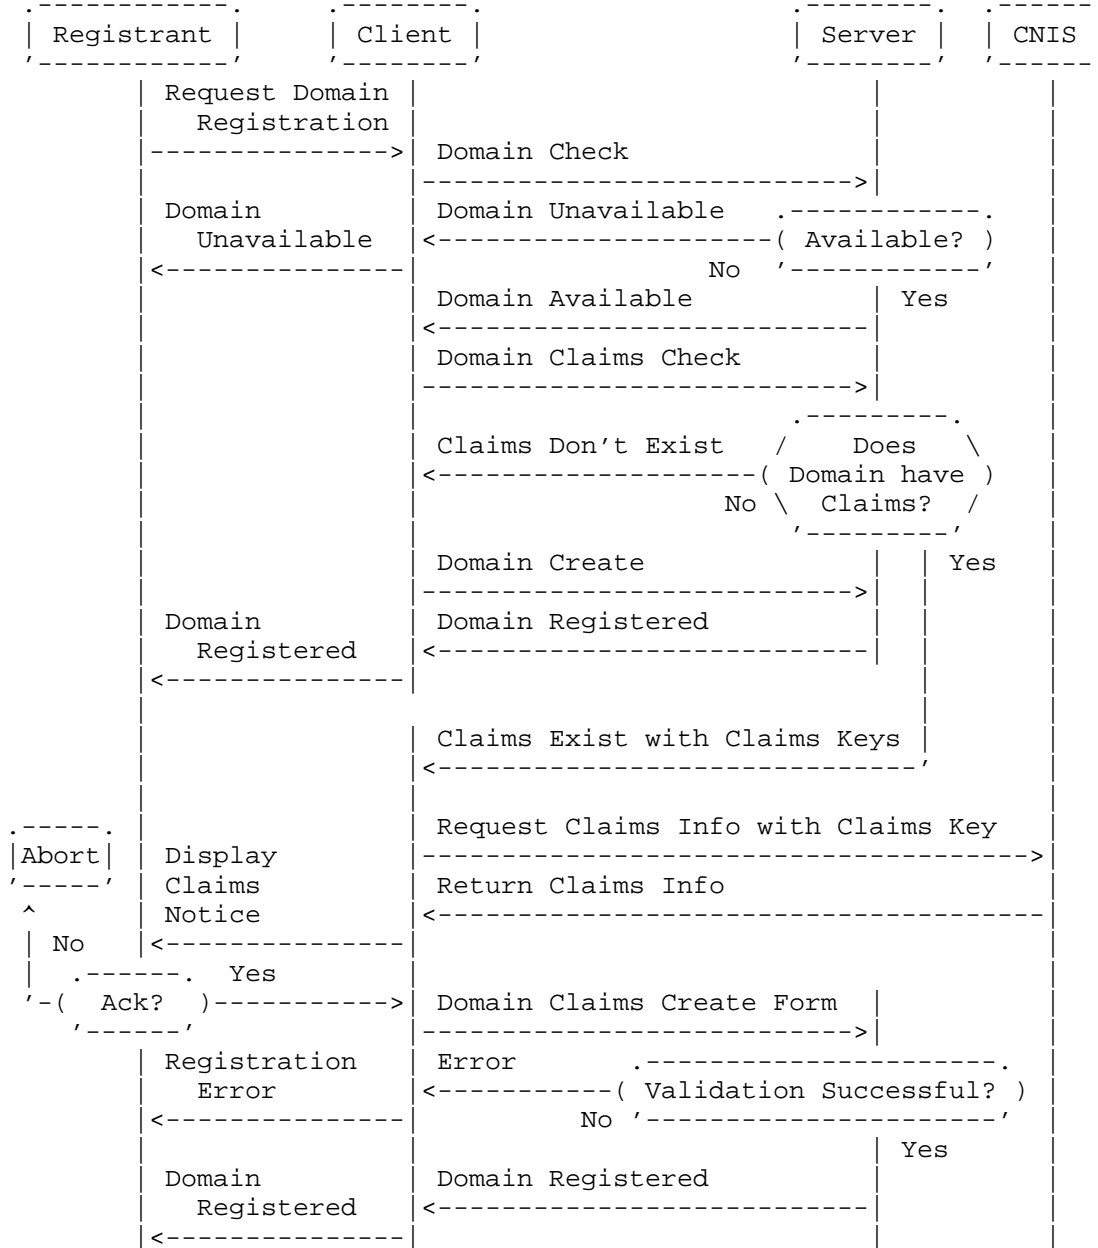 Registrant Client Server CNIS
Request Domain
Registration
Domain Check
Domain Domain Unavailable
Unavailable Available?
No
Domain Available Yes
Domain Claims Check
Claims Don't Exist Does
Domain have
No Claims?
Domain Create Yes
Domain Domain Registered
Registered
Claims Exist with Claims Keys
Request Claims Info with Claims Key
Abort Display
Claims Return Claims Info
Notice
No
Yes
Ack? Domain Claims Create Form
Registration Error
Error Validation Successful?
No
Yes
Domain Domain Registered
Registered